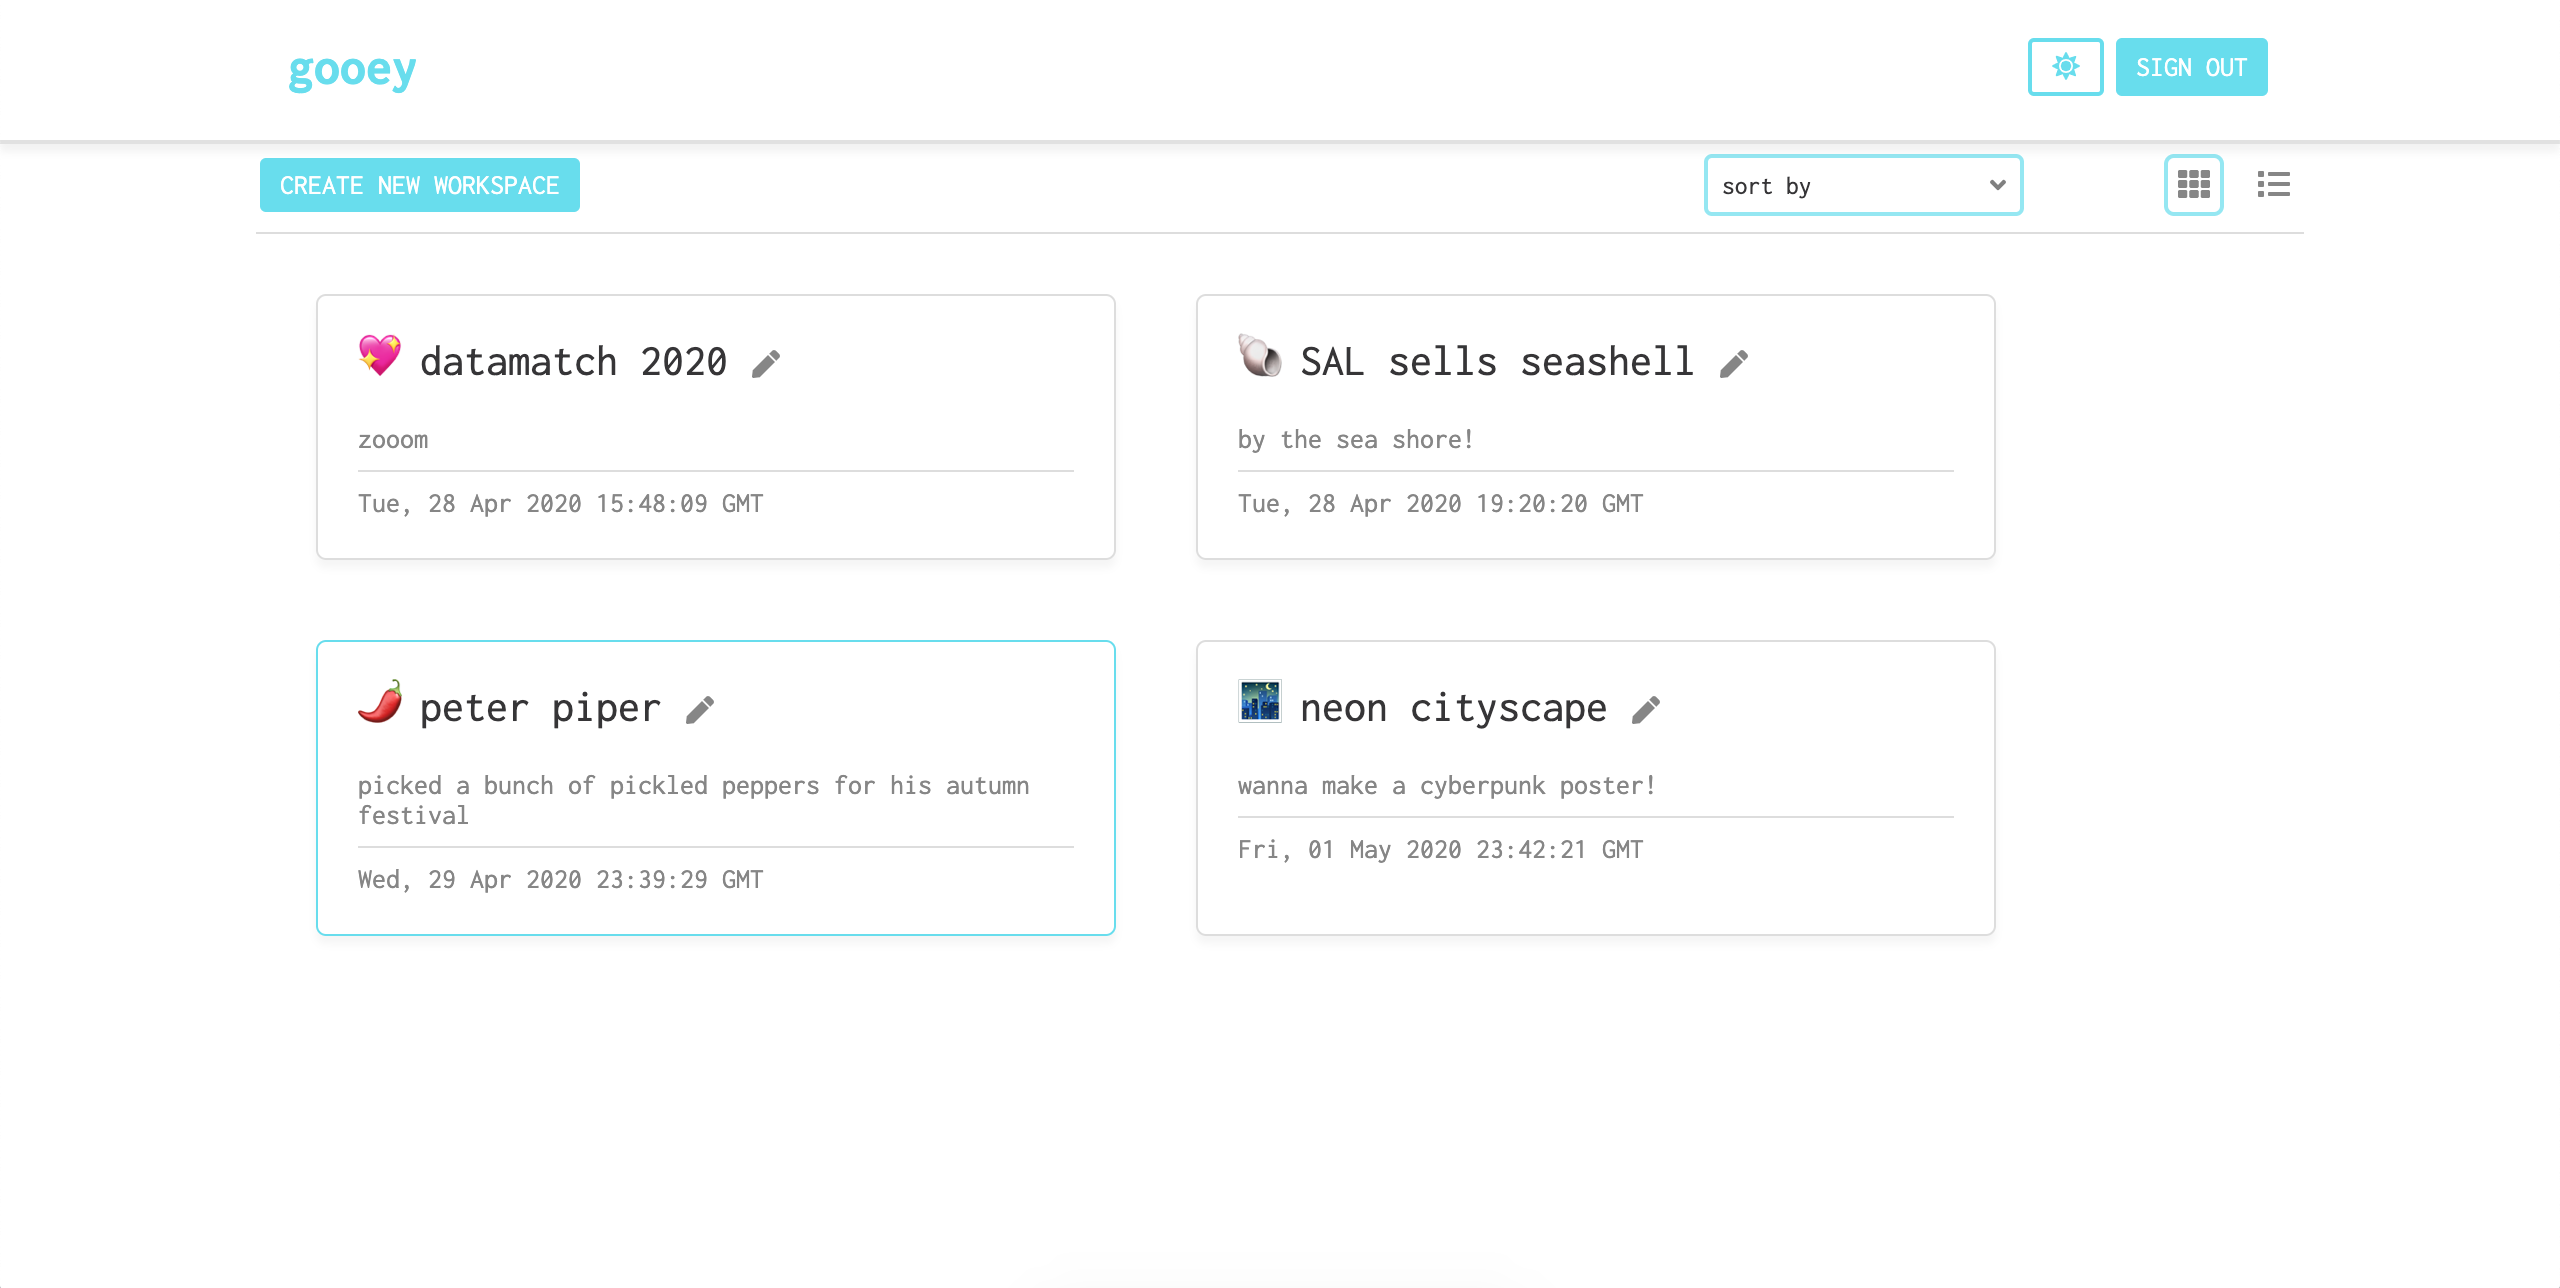 gooey
SIGN OUT
CREATE NEW WORKSPACE
sort by
💖 datamatch 2020
zooom
Tue, 28 Apr 2020 15:48:09 GMT
🐚 SAL sells seashell
by the sea shore!
Tue, 28 Apr 2020 19:20:20 GMT
🌶️ peter piper
picked a bunch of pickled peppers for his autumn
festival
Wed, 29 Apr 2020 23:39:29 GMT
🌃 neon cityscape
wanna make a cyberpunk poster!
Fri, 01 May 2020 23:42:21 GMT